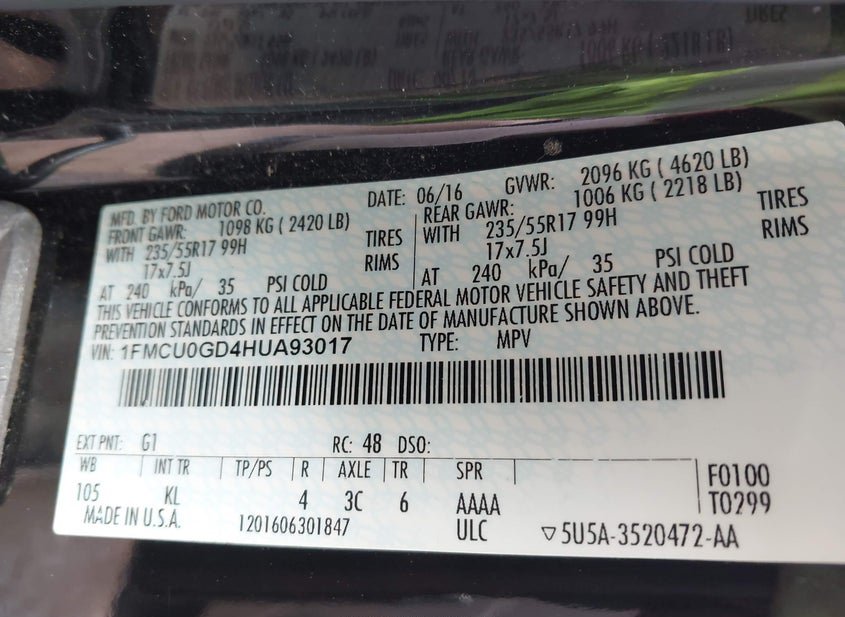 MFD. BY FORD MOTOR CO. DATE: 06/16 GVWR: 2096 KG ( 4620 LB)
FRONT GAWR: 1098 KG ( 2420 LB) REAR GAWR: 1006 KG ( 2218 LB)
WITH 235/55R17 99H TIRES WITH 235/55R17 99H TIRES
17x7.5J RIMS 17x7.5J RIMS
AT 240 kPa/ 35 PSI COLD AT 240 kPa/ 35 PSI COLD
THIS VEHICLE CONFORMS TO ALL APPLICABLE FEDERAL MOTOR VEHICLE SAFETY AND THEFT
PREVENTION STANDARDS IN EFFECT ON THE DATE OF MANUFACTURE SHOWN ABOVE.
VIN: 1FMCU0GD4HUA93017 TYPE: MPV
EXT PNT: G1 RC: 48 DSO:
WB INT TR TP/PS R AXLE TR SPR F0100
105 KL 4 3C 6 AAAA T0299
MADE IN U.S.A. 1201606301847 ULC ▽5U5A-3520472-AA